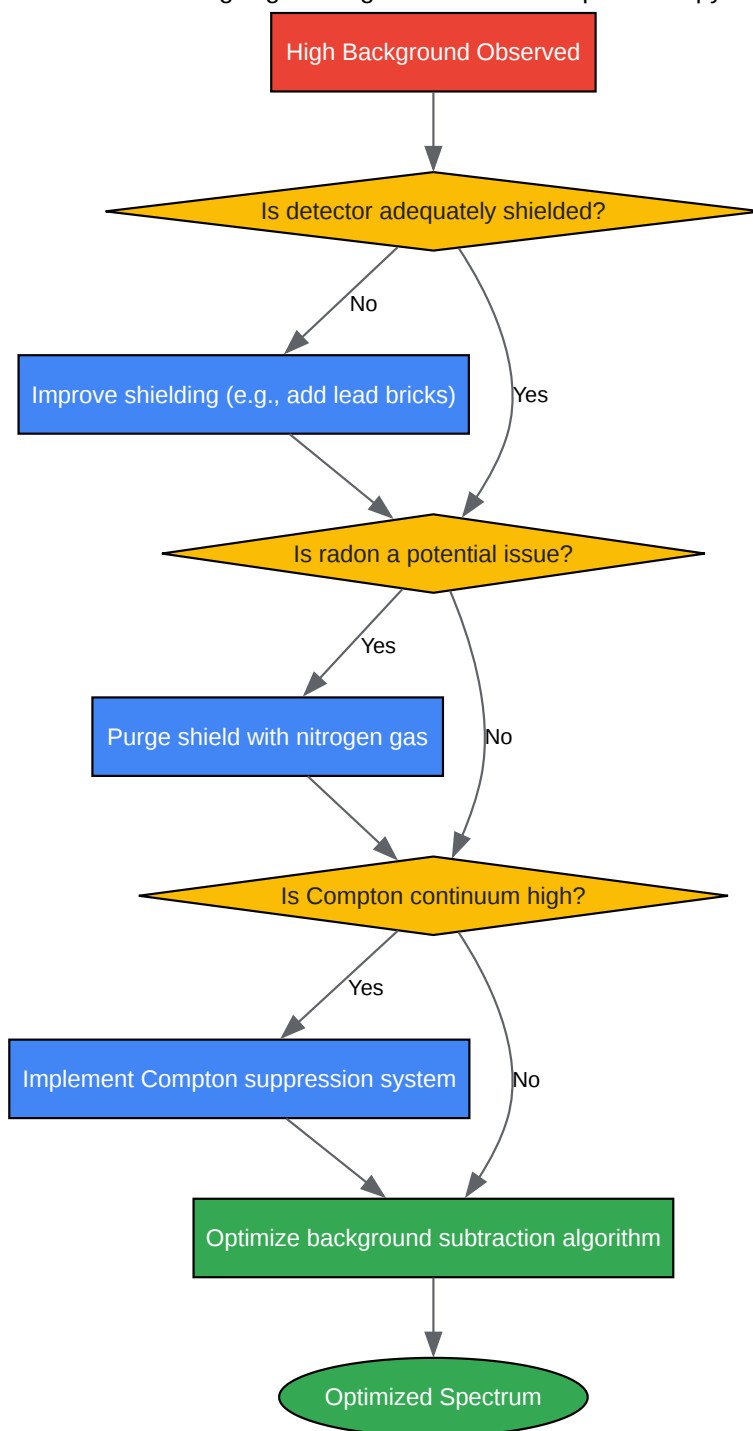 High Background Observed
Is detector adequately shielded?
No
Improve shielding (e.g., add lead bricks)
Yes
Is radon a potential issue?
Yes
Purge shield with nitrogen gas
No
Is Compton continuum high?
Yes
Implement Compton suppression system
No
Optimize background subtraction algorithm
Optimized Spectrum